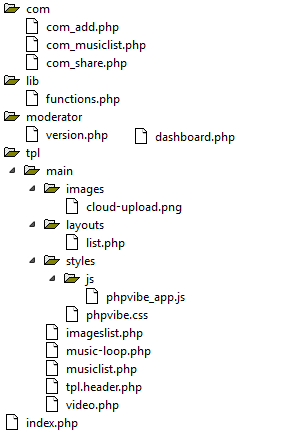 com
com_add.php
com_musiclist.php
com_share.php
lib
functions.php
moderator
version.php dashboard.php
tpl
main
images
cloud-upload.png
layouts
list.php
styles
js
phpvibe_app.js
phpvibe.css
imageslist.php
music-loop.php
musiclist.php
tpl.header.php
video.php
index.php